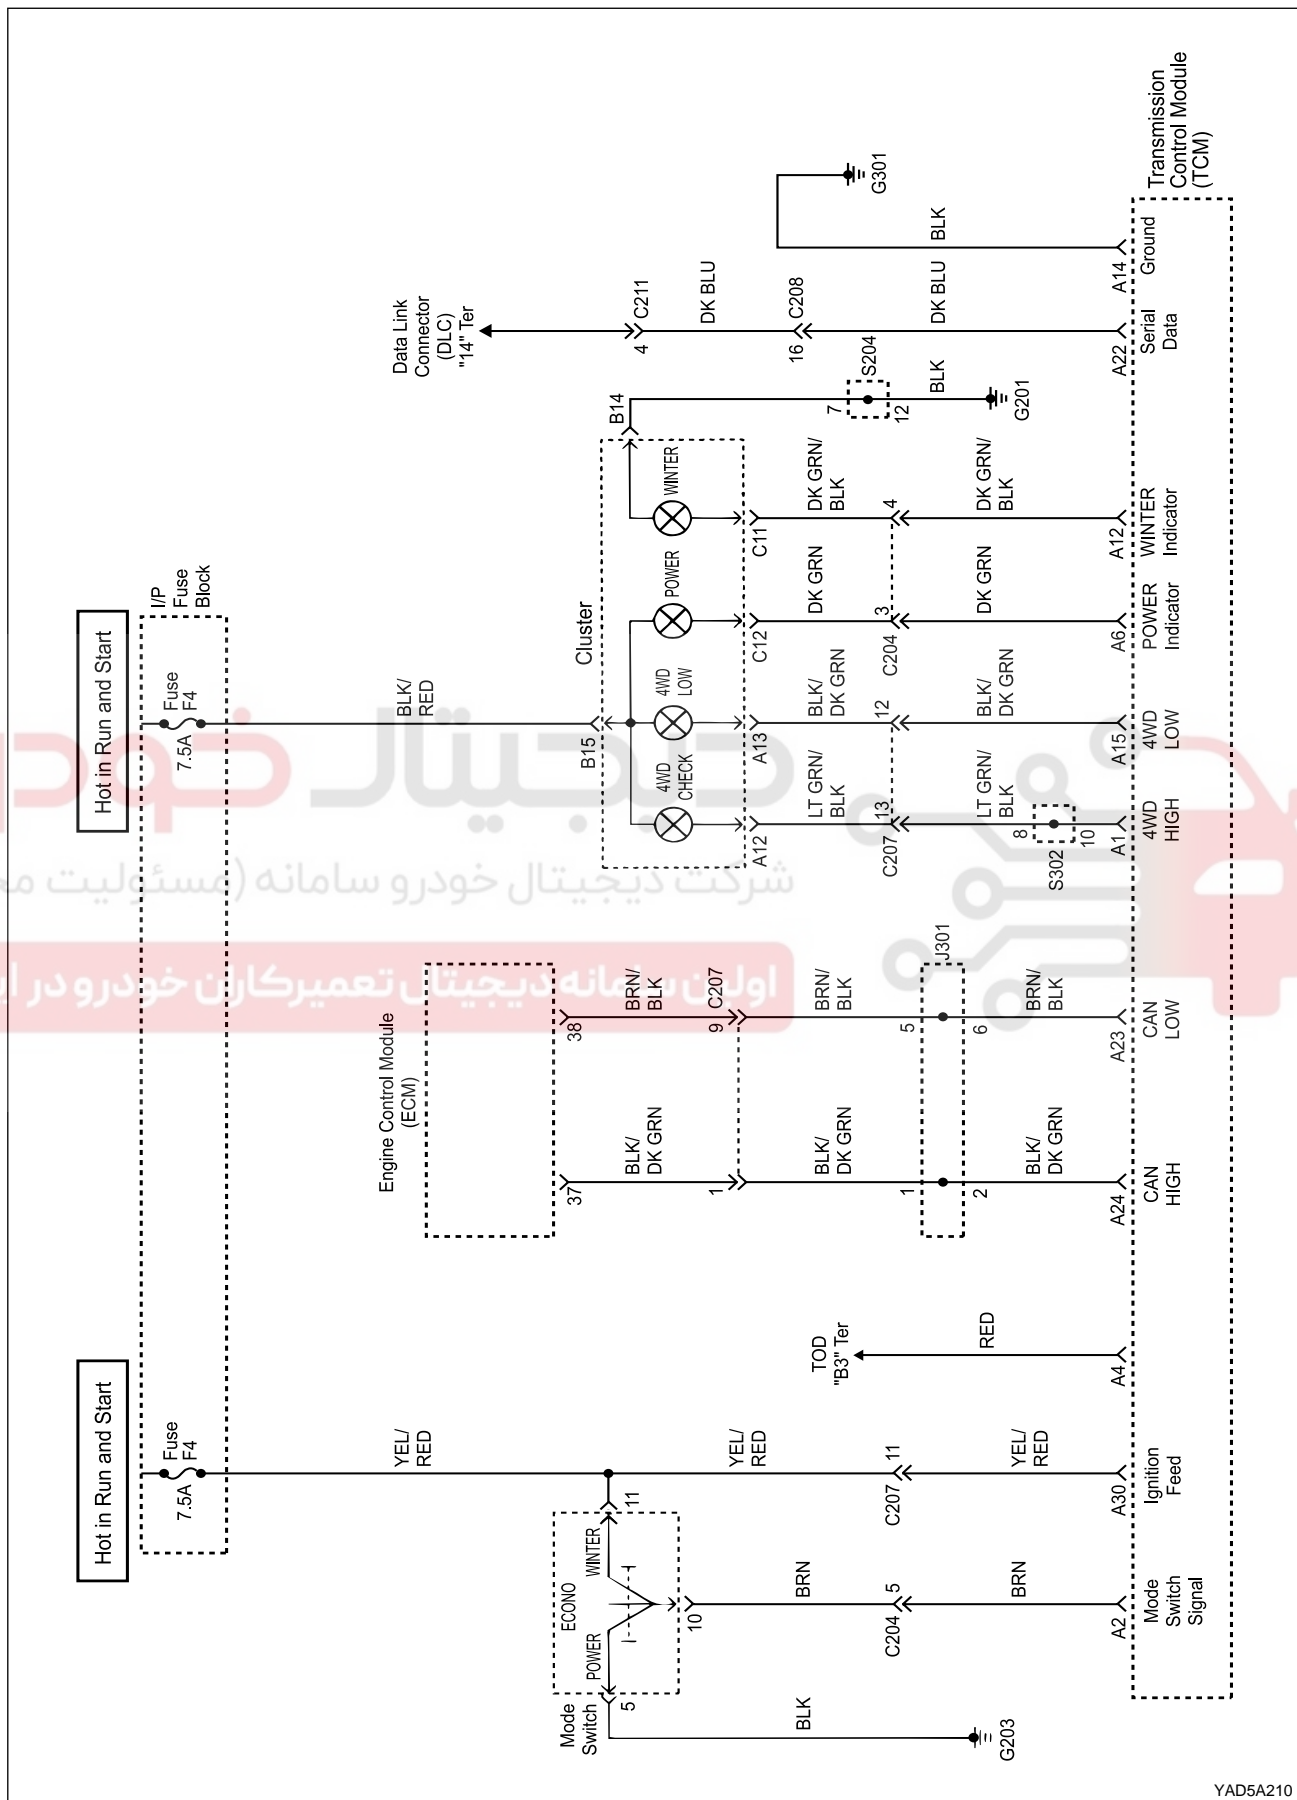 Hot in Run and Start
Hot in Run and Start
I/P
Fuse
Block
Fuse
F4
7.5A
Fuse
F4
7.5A
YEL/
RED
BLK/
RED
Data Link
Connector
(DLC)
"14" Ter
Engine Control Module
(ECM)
Cluster
B15
B14
4WD
CHECK
4WD
LOW
POWER
WINTER
A12
A13
C12
C11
4
C211
DK BLU
16
C208
DK BLU
G301
BLK
Mode
Switch
POWER
ECONO
WINTER
5
10
11
BLK
G203
BRN
C204
5
BRN
YEL/
RED
C207
11
YEL/
RED
TOD
"B3" Ter
RED
37
38
BLK/
DK GRN
BRN/
BLK
1
9
C207
BLK/
DK GRN
BRN/
BLK
1
5
J301
2
6
BLK/
DK GRN
BRN/
BLK
LT GRN/
BLK
BLK/
DK GRN
DK GRN
DK GRN/
BLK
C207
13
12
C204
3
4
LT GRN/
BLK
BLK/
DK GRN
DK GRN
DK GRN/
BLK
8
S302
10
7
S204
12
BLK
G201
A2
A30
A4
A24
A23
A1
A15
A6
A12
A22
A14
Mode
Switch
Signal
Ignition
Feed
CAN
HIGH
CAN
LOW
4WD
HIGH
4WD
LOW
POWER
Indicator
WINTER
Indicator
Serial
Data
Ground
Transmission
Control Module
(TCM)
دیجیتال خودرو
شرکت دیجیتال خودرو سامانه (مسئولیت
اولین سامانه دیجیتال تعمیرکاران خودرو در
YAD5A210